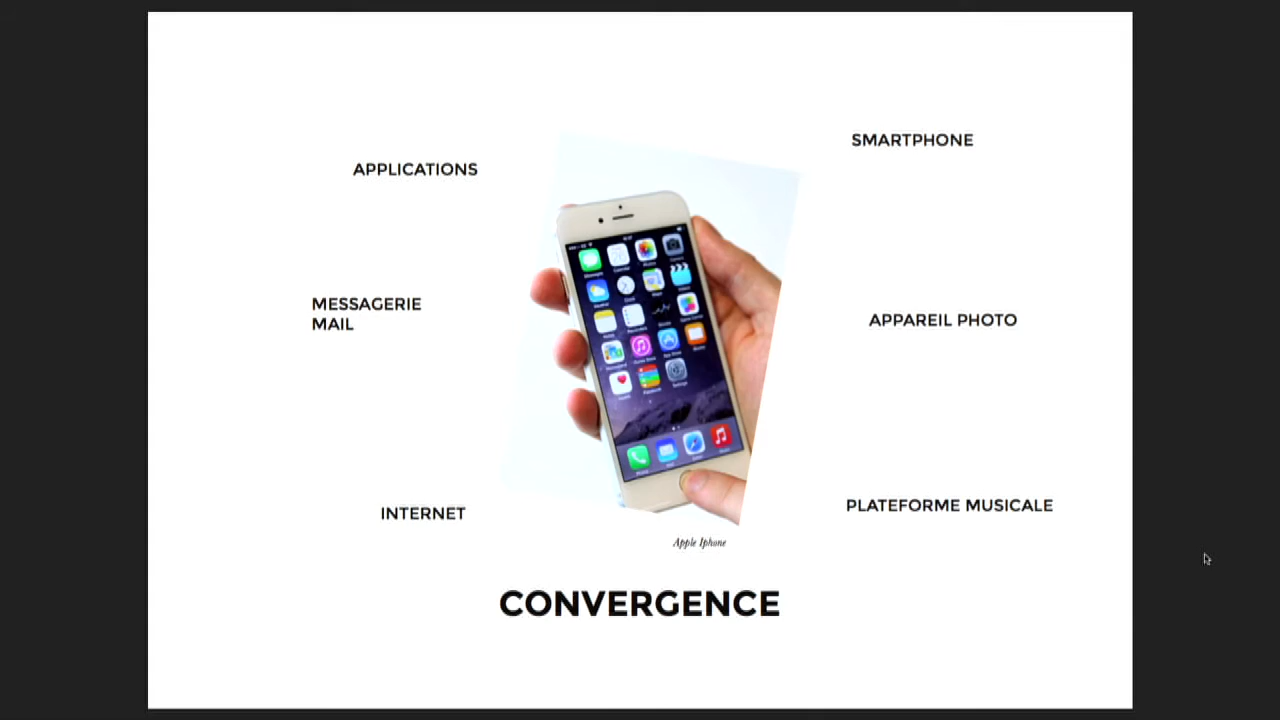 SMARTPHONE
APPLICATIONS
MESSAGERIE
MAIL
APPAREIL PHOTO
INTERNET
PLATEFORME MUSICALE
Apple Iphone
CONVERGENCE